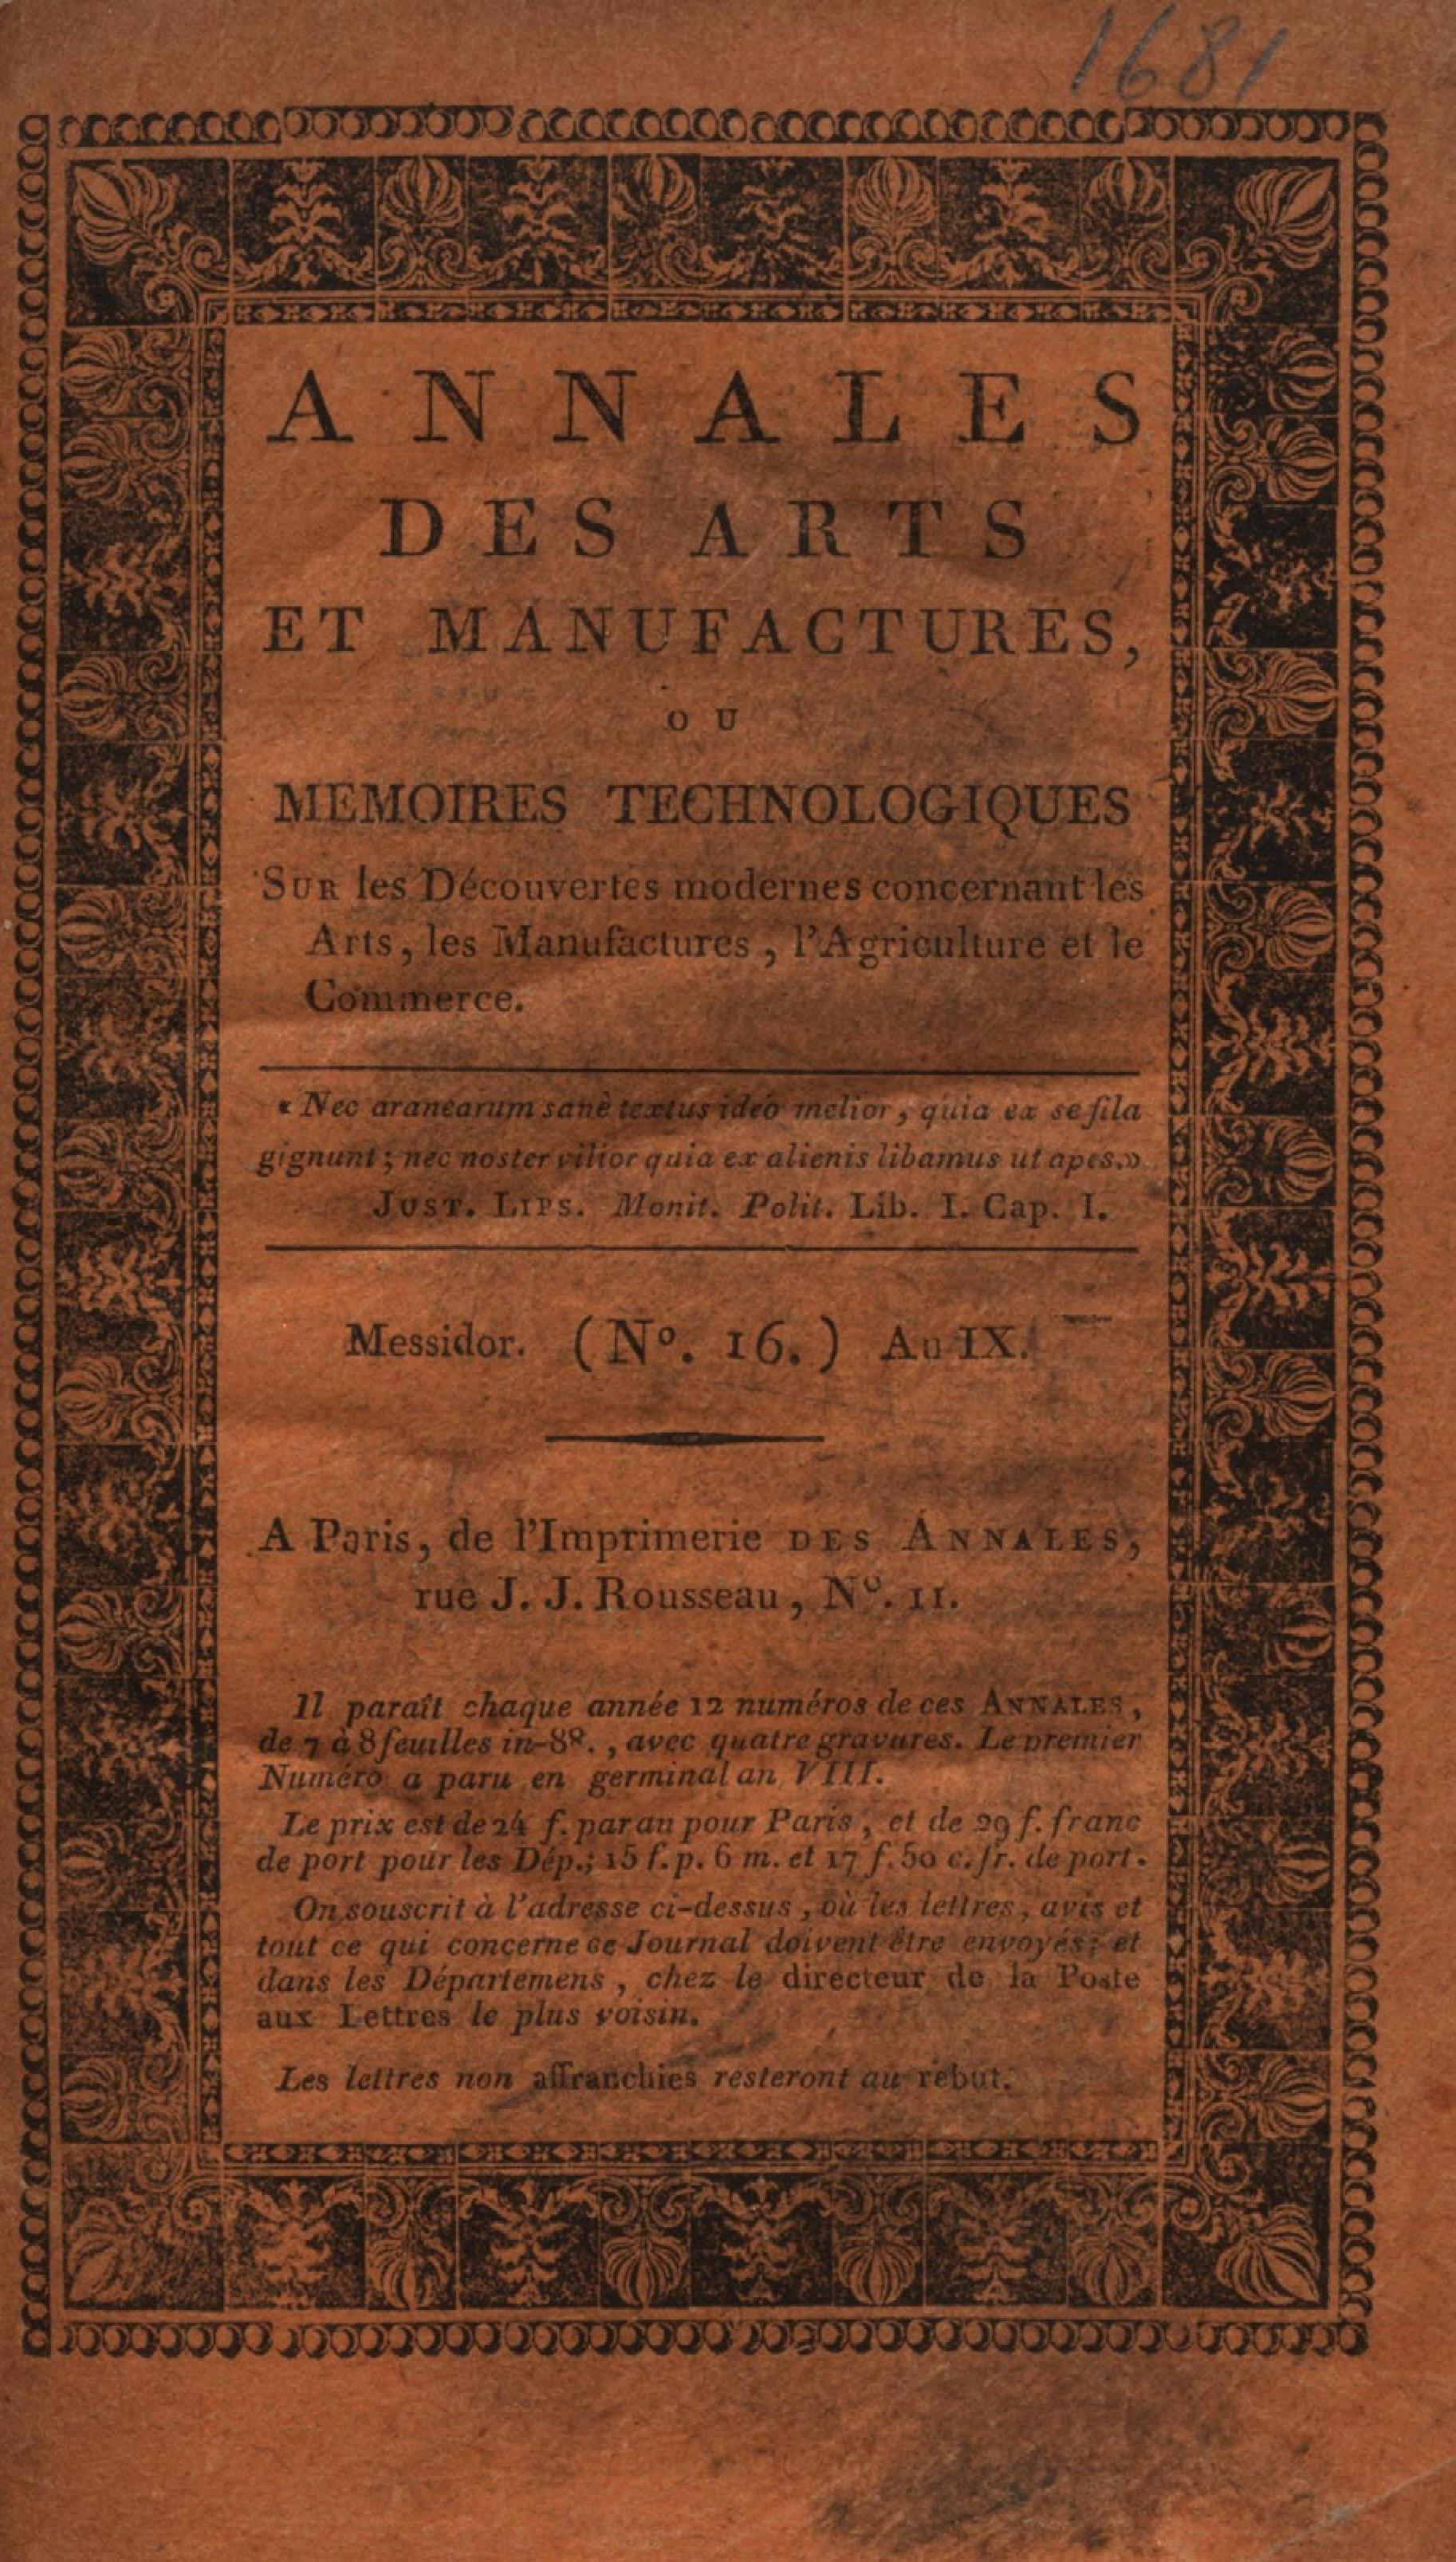 1681
ANNALES
DES ARTS
ET MANUFACTURES,
OU
MEMOIRES TECHNOLOGIQUES
SUR les Découvertes modernes concernant les
Arts, les Manufactures, l'Agriculture et le
Commerce.
« Nec aranearum sanè textus ideó melior, quia ex se fila
gignunt; nec noster vilior quia ex alienis libamus ut apes.»
JUST. LIPS. Monit. Polit. Lib. I. Cap. I.
Messidor. (Nº. 16.) An IX.
A Paris, de l'Imprimerie DES ANNALES,
rue J. J. Rousseau, Nº. 11.
Il paraît chaque année 12 numéros de ces ANNALES,
de 7 à 8 feuilles in-8º., avec quatre gravures. Le premier
Numéro a paru en germinal an VIII.
Le prix est de 24 f. par an pour Paris, et de 29 f. franc
de port pour les Dép.; 15 f. p. 6 m. et 17 f. 50 c. fr. de port.
On souscrit à l'adresse ci-dessus, où les lettres, avis et
tout ce qui concerne ce Journal doivent être envoyés; et
dans les Départemens, chez le directeur de la Poste
aux Lettres le plus voisin.
Les lettres non affranchies resteront au rebut.